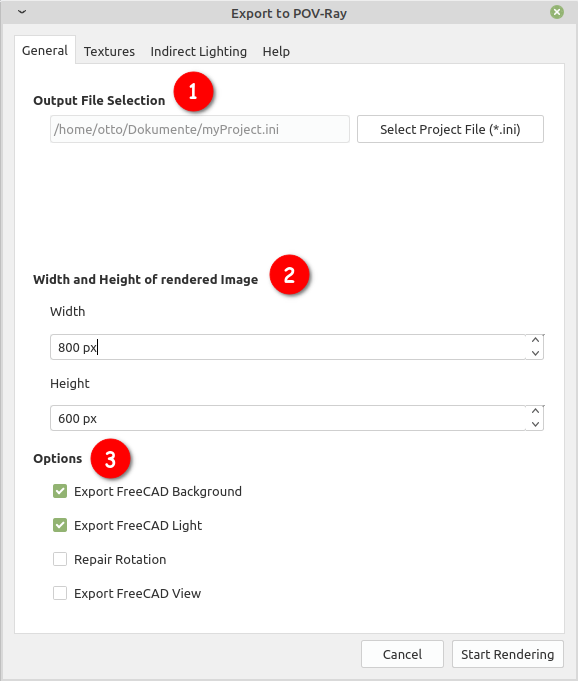 Export to POV-Ray
General Textures Indirect Lighting Help
Output File Selection 1
/home/otto/Dokumente/myProject.ini Select Project File (*.ini)
Width and Height of rendered Image 2
Width
800 px
Height
600 px
Options 3
Export FreeCAD Background
Export FreeCAD Light
Repair Rotation
Export FreeCAD View
Cancel Start Rendering